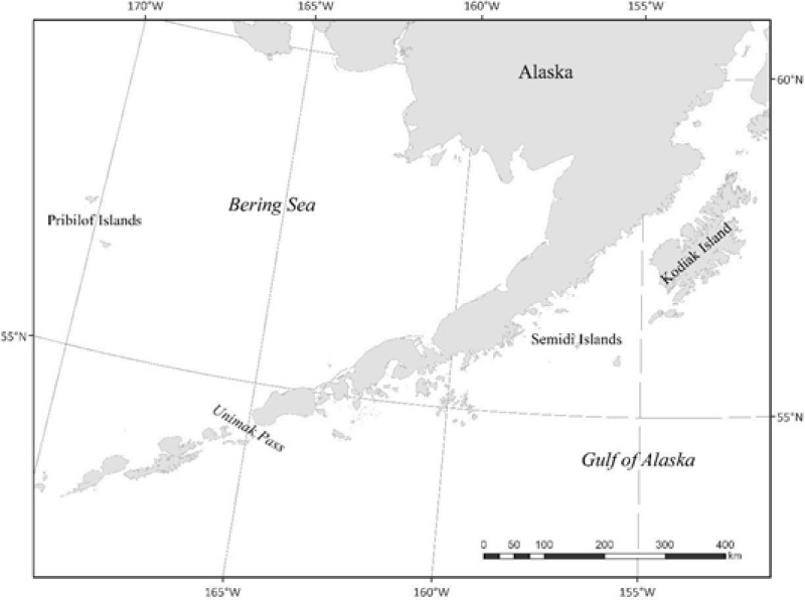 170°W 165°W 160°W 155°W
Alaska
60°N
Bering Sea
Pribilof Islands
Kodiak Island
55°N
Semidi Islands
Unimak Pass
55°N
Gulf of Alaska
0 50 100 200 300 400
km
165°W 160°W 155°W